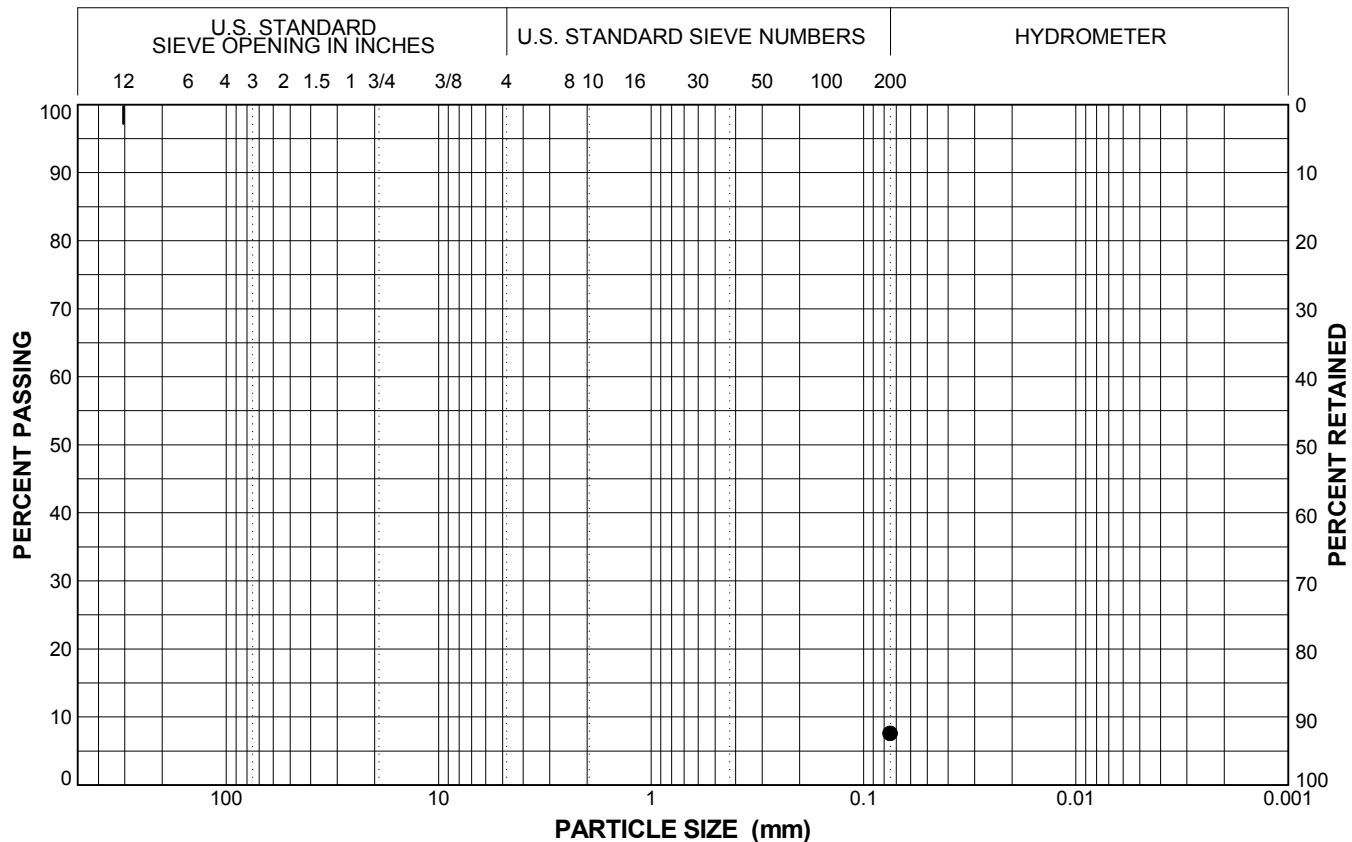 U.S. STANDARD
SIEVE OPENING IN INCHES
U.S. STANDARD SIEVE NUMBERS
HYDROMETER
12 6 4 3 2 1.5 1 3/4 3/8 4 8 10 16 30 50 100 200
100 0
90 10
80 20
70 30
60 40
50 50
40 60
30 70
20 80
10 90
0 100
PERCENT PASSING
PERCENT RETAINED
100 10 1 0.1 0.01 0.001
PARTICLE SIZE (mm)